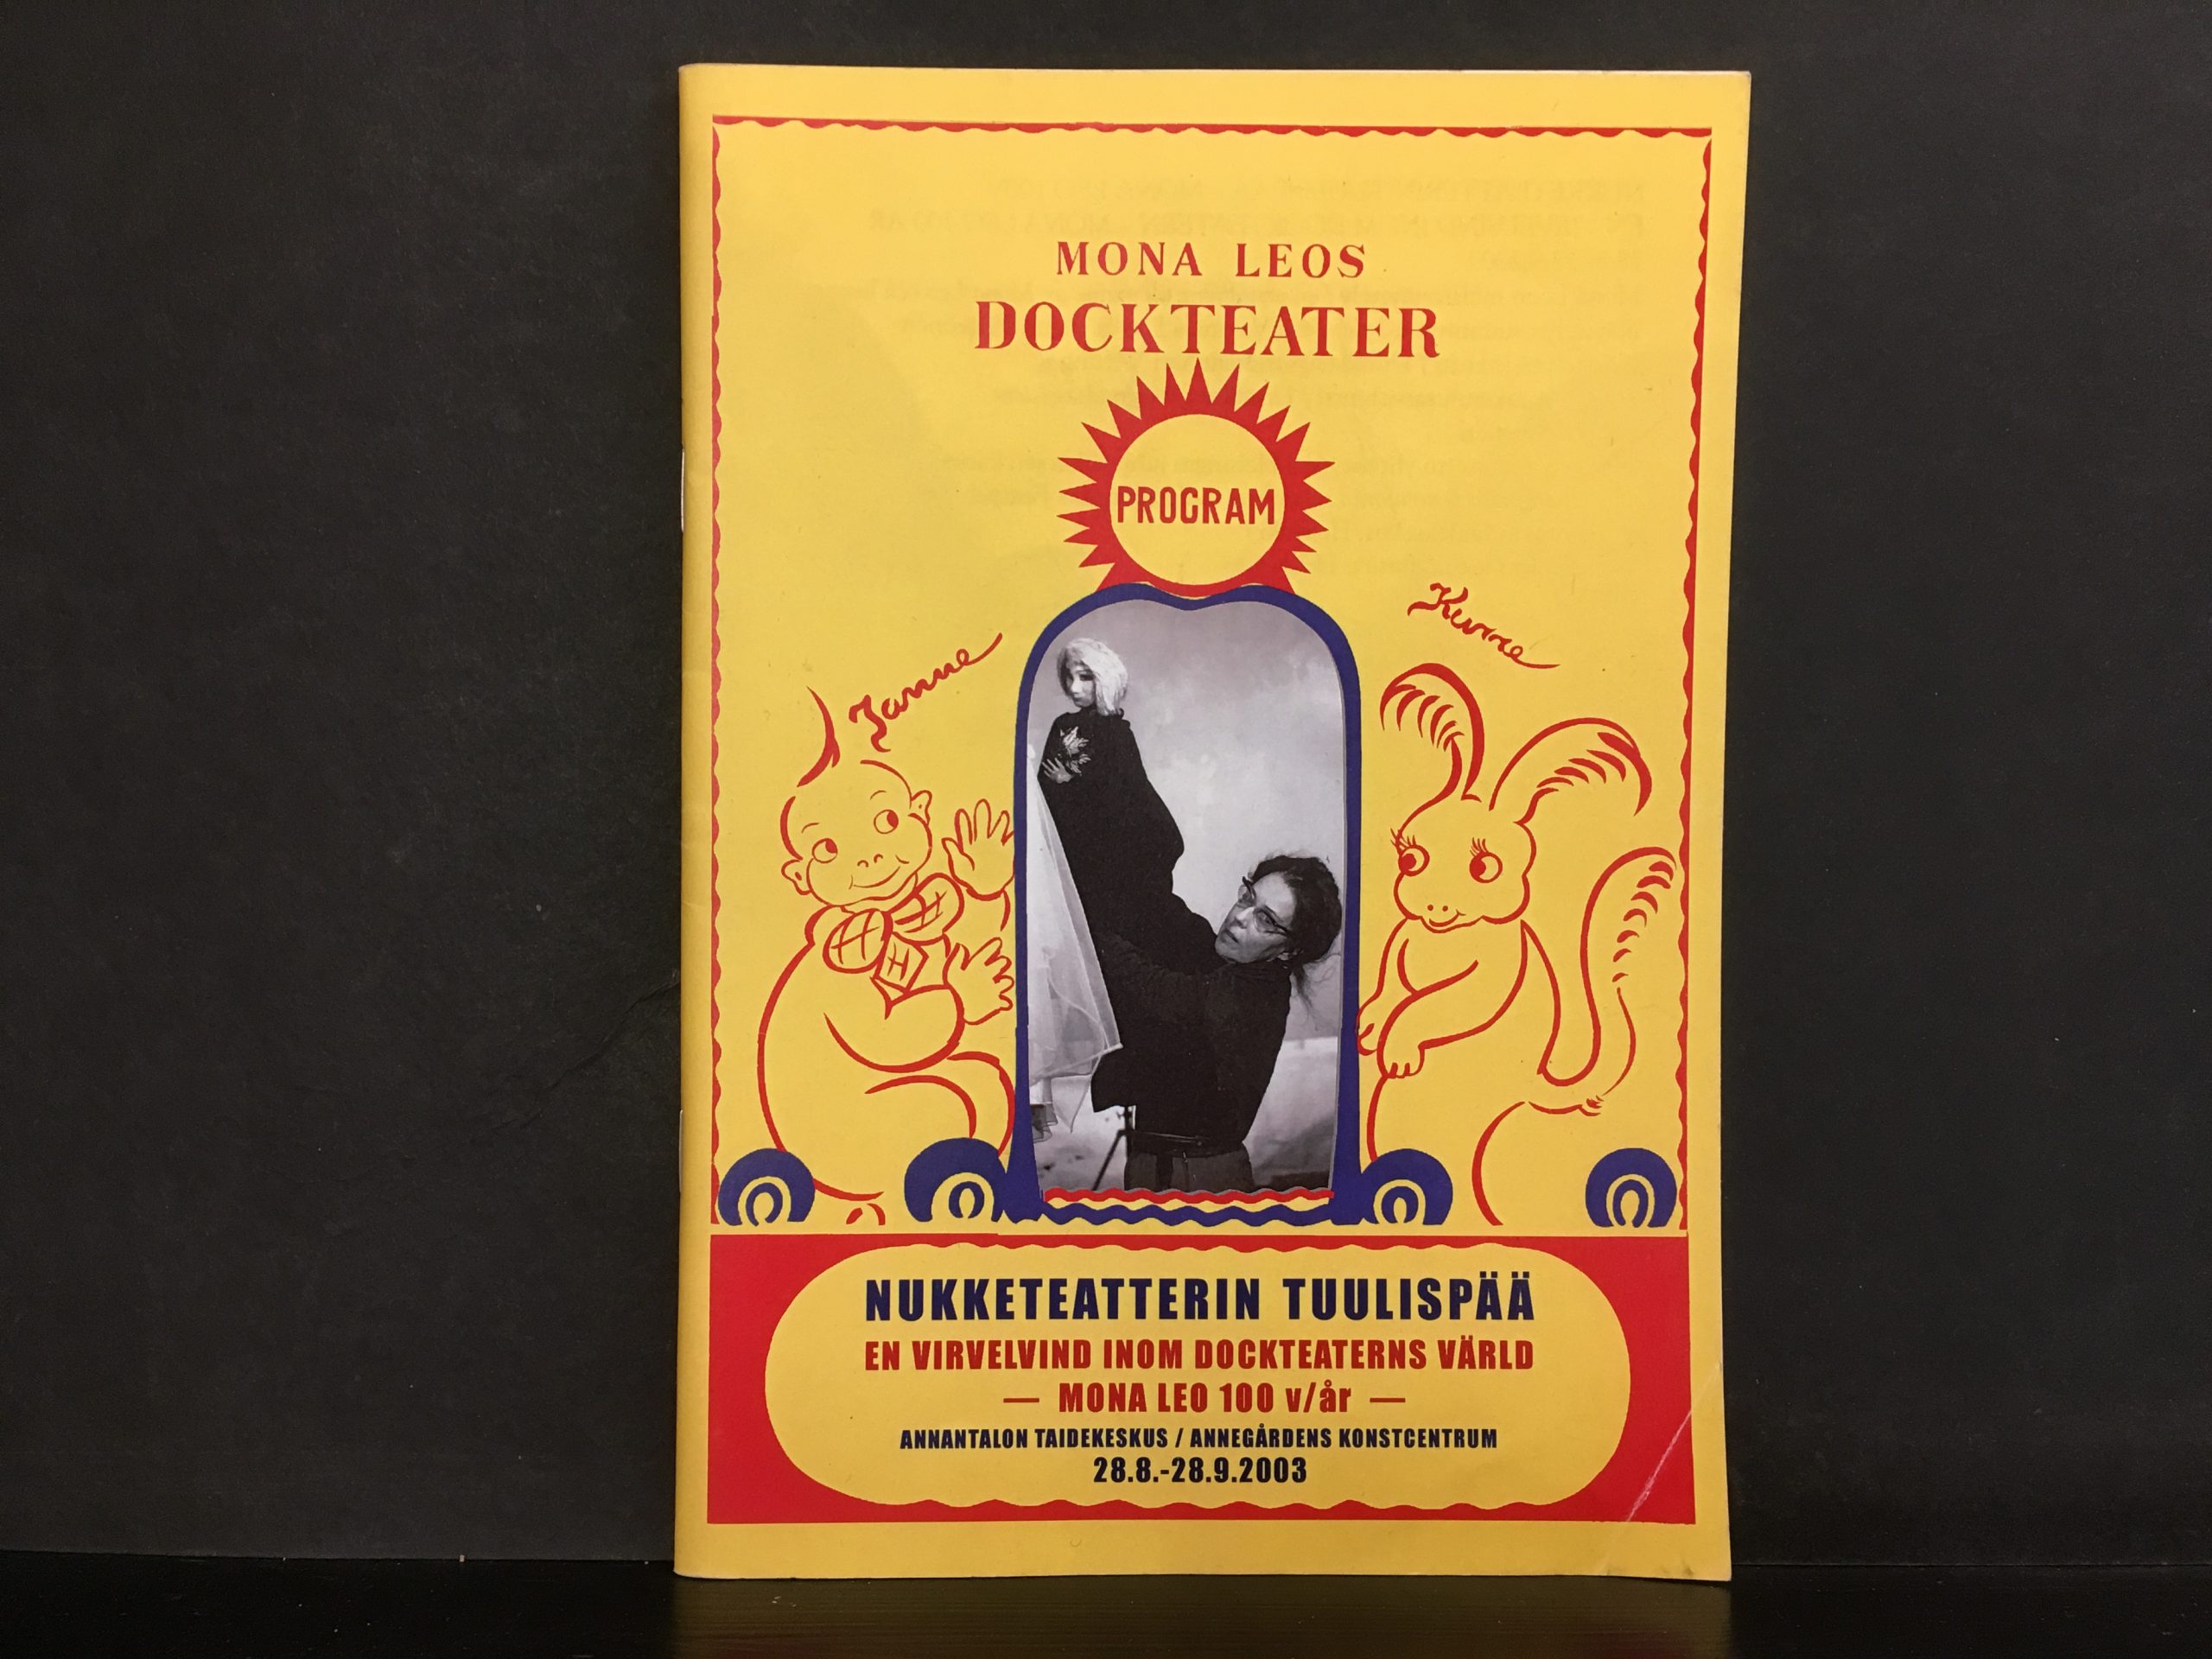 MONA LEOS
DOCKTEATER
PROGRAM
Janne
Kurre
NUKKETEATTERIN TUULISPÄÄ
EN VIRVELVIND INOM DOCKTEATERNS VÄRLD
— MONA LEO 100 v/år —
ANNANTALON TAIDEKESKUS / ANNEGÅRDENS KONSTCENTRUM
28.8.-28.9.2003